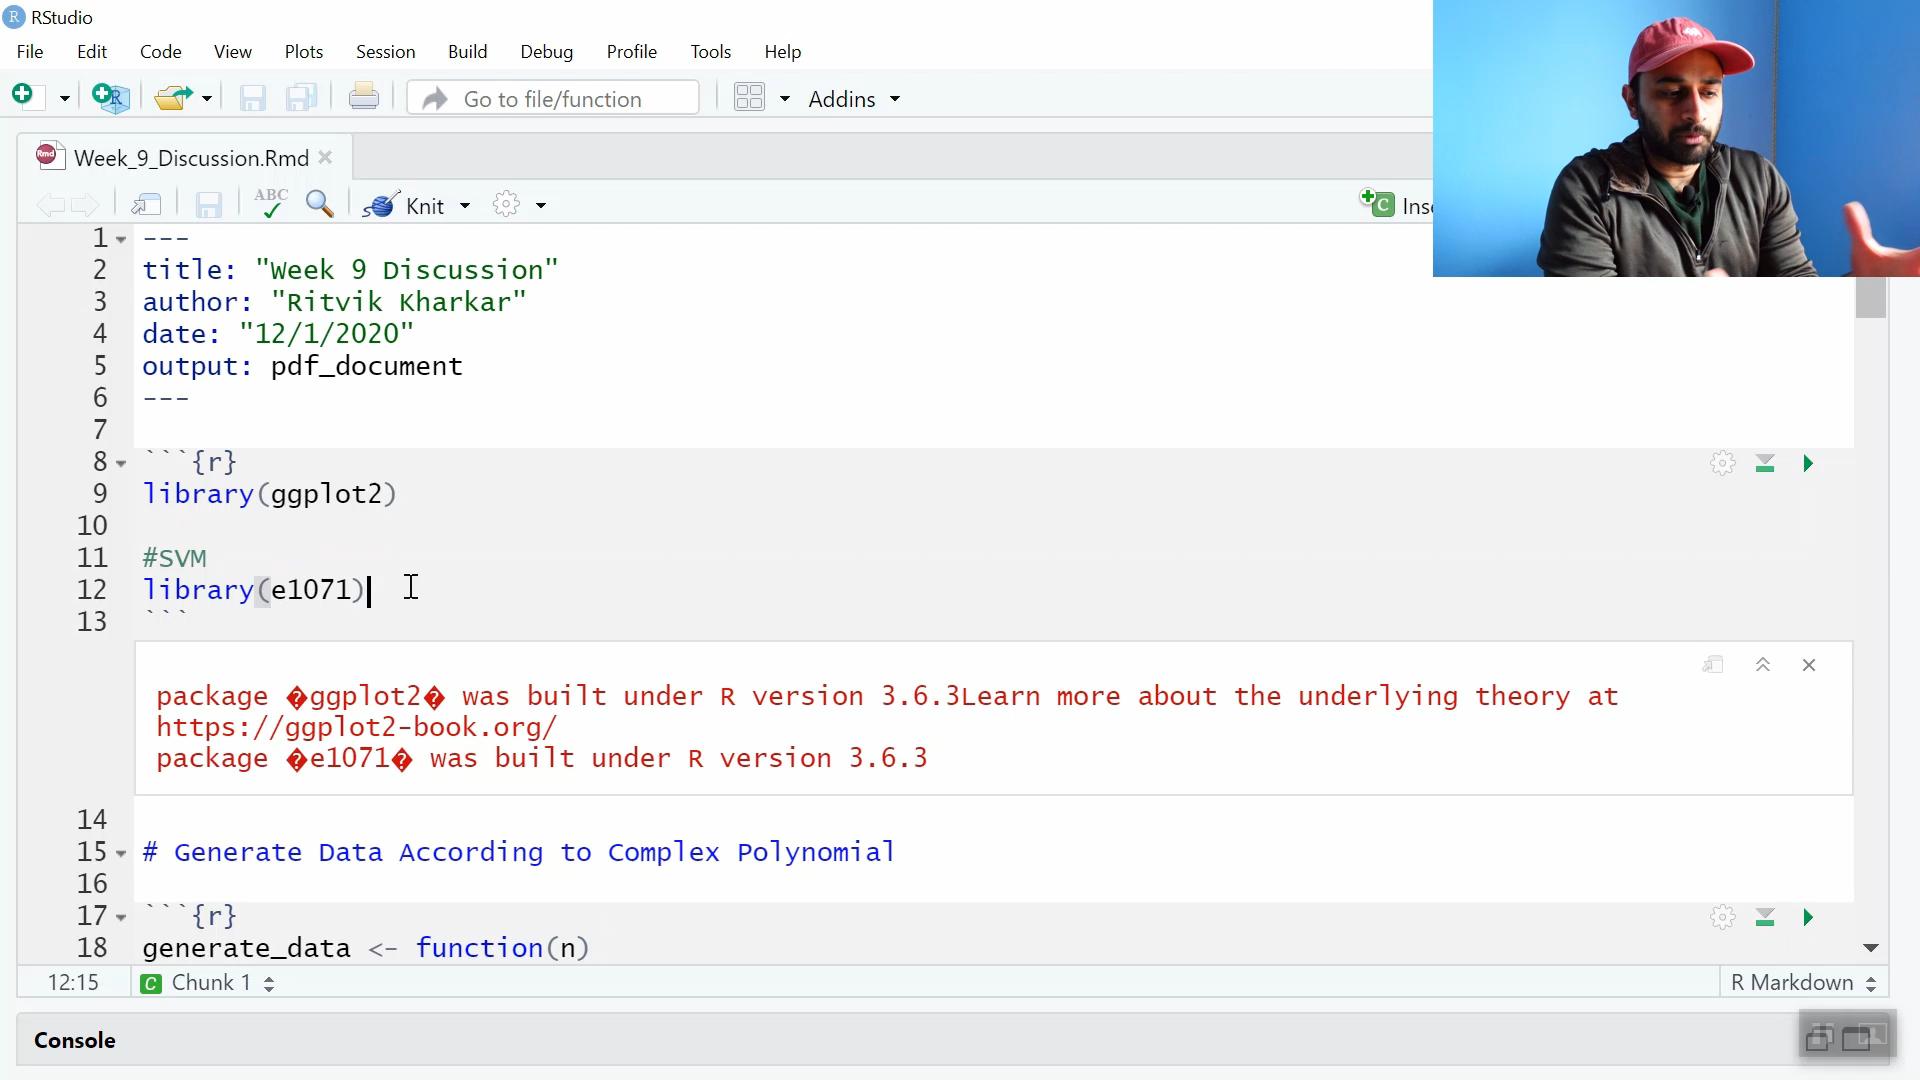 R RStudio
File Edit Code View Plots Session Build Debug Profile Tools Help
Go to file/function Addins
Rmd Week_9_Discussion.Rmd
ABC Knit C Inse
1 ---
2 title: "Week 9 Discussion"
3 author: "Ritvik Kharkar"
4 date: "12/1/2020"
5 output: pdf_document
6 ---
7
8 ```{r}
9 library(ggplot2)
10
11 #SVM
12 library(e1071)
13 ```
package �ggplot2� was built under R version 3.6.3Learn more about the underlying theory at
https://ggplot2-book.org/
package �e1071� was built under R version 3.6.3
14
15 # Generate Data According to Complex Polynomial
16
17 ```{r}
18 generate_data <- function(n)
12:15 C Chunk 1 R Markdown
Console